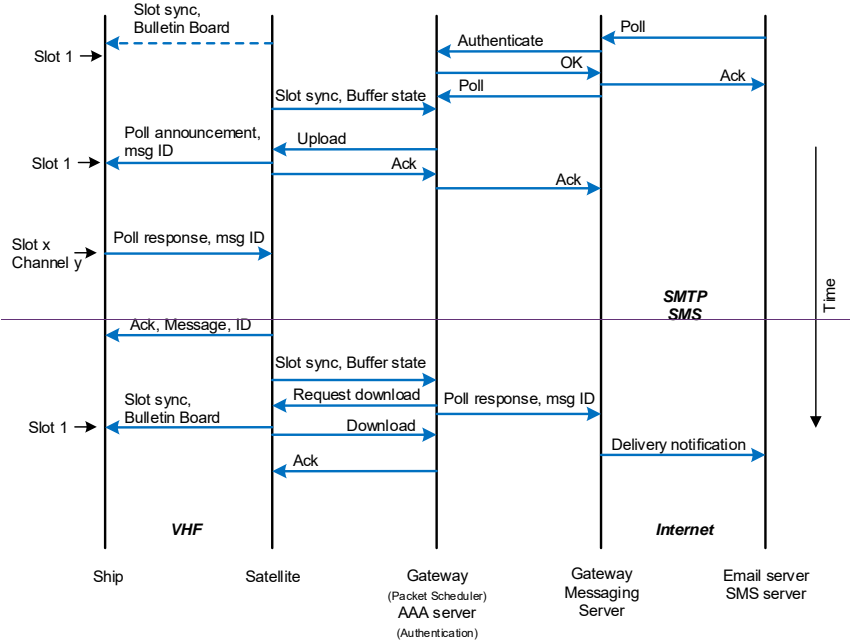 Slot sync,
Bulletin Board
Poll
Authenticate
Slot 1
OK
Ack
Poll
Slot sync, Buffer state
Poll announcement,
msg ID
Upload
Slot 1
Ack
Ack
Poll response, msg ID
Slot x
Channel y
Time
SMTP
SMS
Ack, Message, ID
Slot sync, Buffer state
Request download
Poll response, msg ID
Slot sync,
Bulletin Board
Slot 1
Download
Delivery notification
Ack
VHF
Internet
Ship
Satellite
Gateway
(Packet Scheduler)
AAA server
(Authentication)
Gateway
Messaging
Server
Email server
SMS server